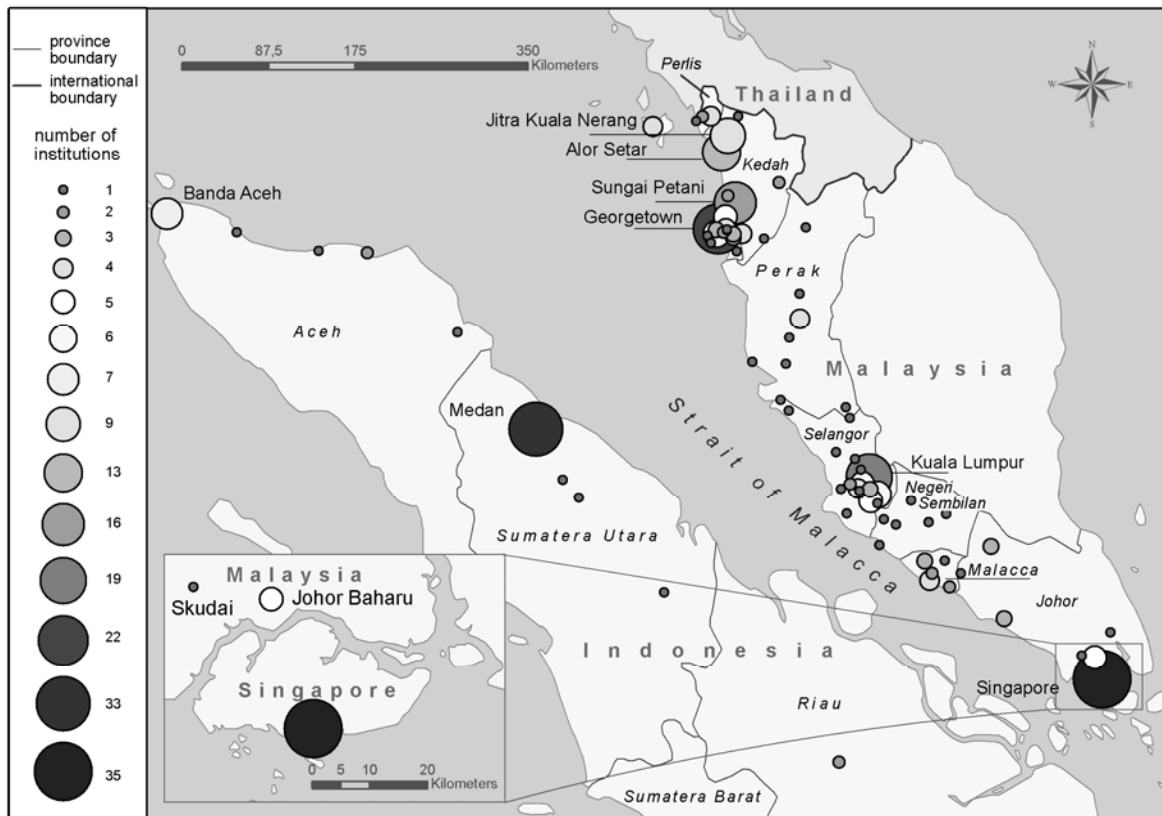 province
boundary
international
boundary
number of
institutions
1
2
3
4
5
6
7
9
13
16
19
22
33
35
0 87,5 175 350
Kilometers
N
W E
S
Perlis
Thailand
Jitra Kuala Nerang
Alor Setar
Kedah
Sungai Petani
Georgetown
Banda Aceh
Perak
Aceh
Malaysia
Medan
Strait of Malacca
Selangor
Kuala Lumpur
Negeri
Sembilan
Sumatera Utara
Malacca
Johor
Malaysia
Skudai
Johor Baharu
Indonesia
Singapore
Singapore
Riau
0 5 10 20
Kilometers
Sumatera Barat